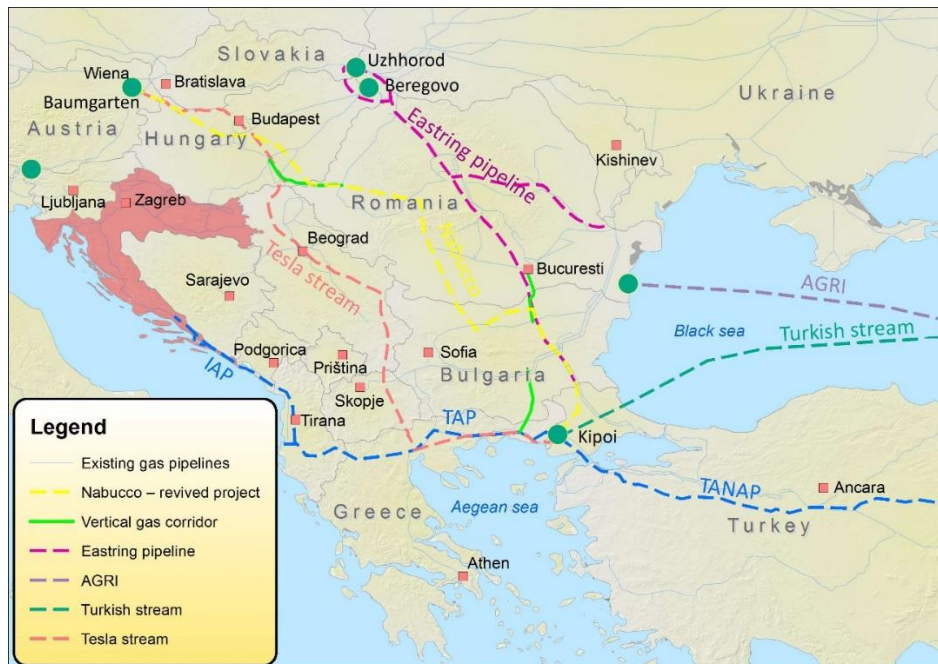 Slovakia
Uzhhorod
Beregovo
Ukraine
Wiena
Bratislava
Baumgarten
Budapest
Austria
Hungary
Eastring pipeline
Kishinev
Ljubljana
Zagreb
Romania
Beograd
Nabucco
Bucuresti
Tesla stream
AGRI
Sarajevo
Black sea
Turkish stream
Podgorica
Priština
Sofia
IAP
Bulgaria
Skopje
Tirana
TAP
Kipoi
TANAP
Ancara
Aegean sea
Greece
Turkey
Athen
Legend
Existing gas pipelines
Nabucco – revived project
Vertical gas corridor
Eastring pipeline
AGRI
Turkish stream
Tesla stream